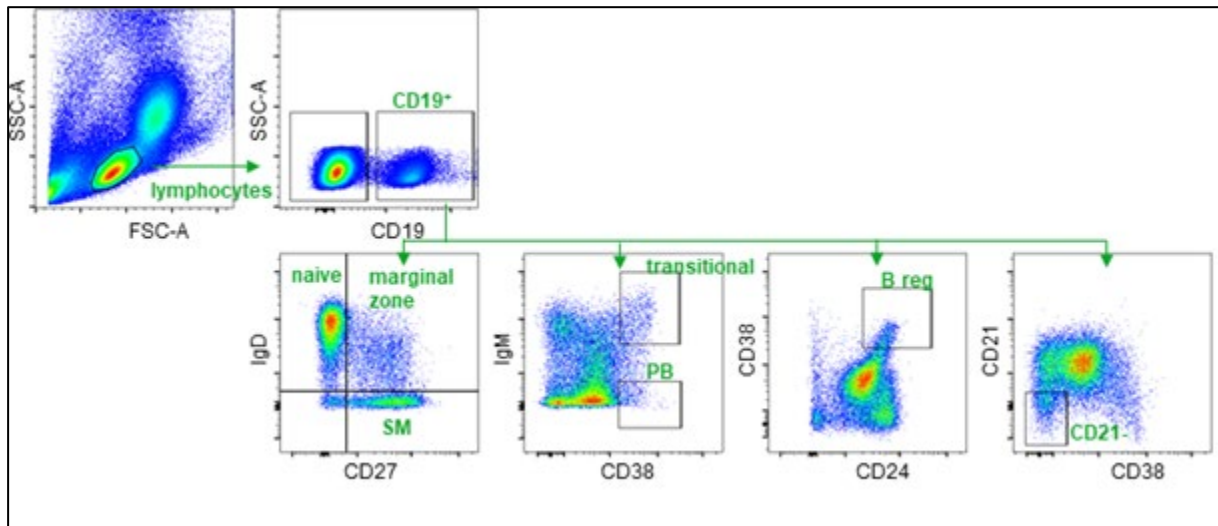 SSC-A
lymphocytes
FSC-A
SSC-A
CD19+
CD19
naive
marginal
zone
IgD
SM
CD27
transitional
IgM
PB
CD38
B reg
CD38
CD24
CD21
CD21-
CD38